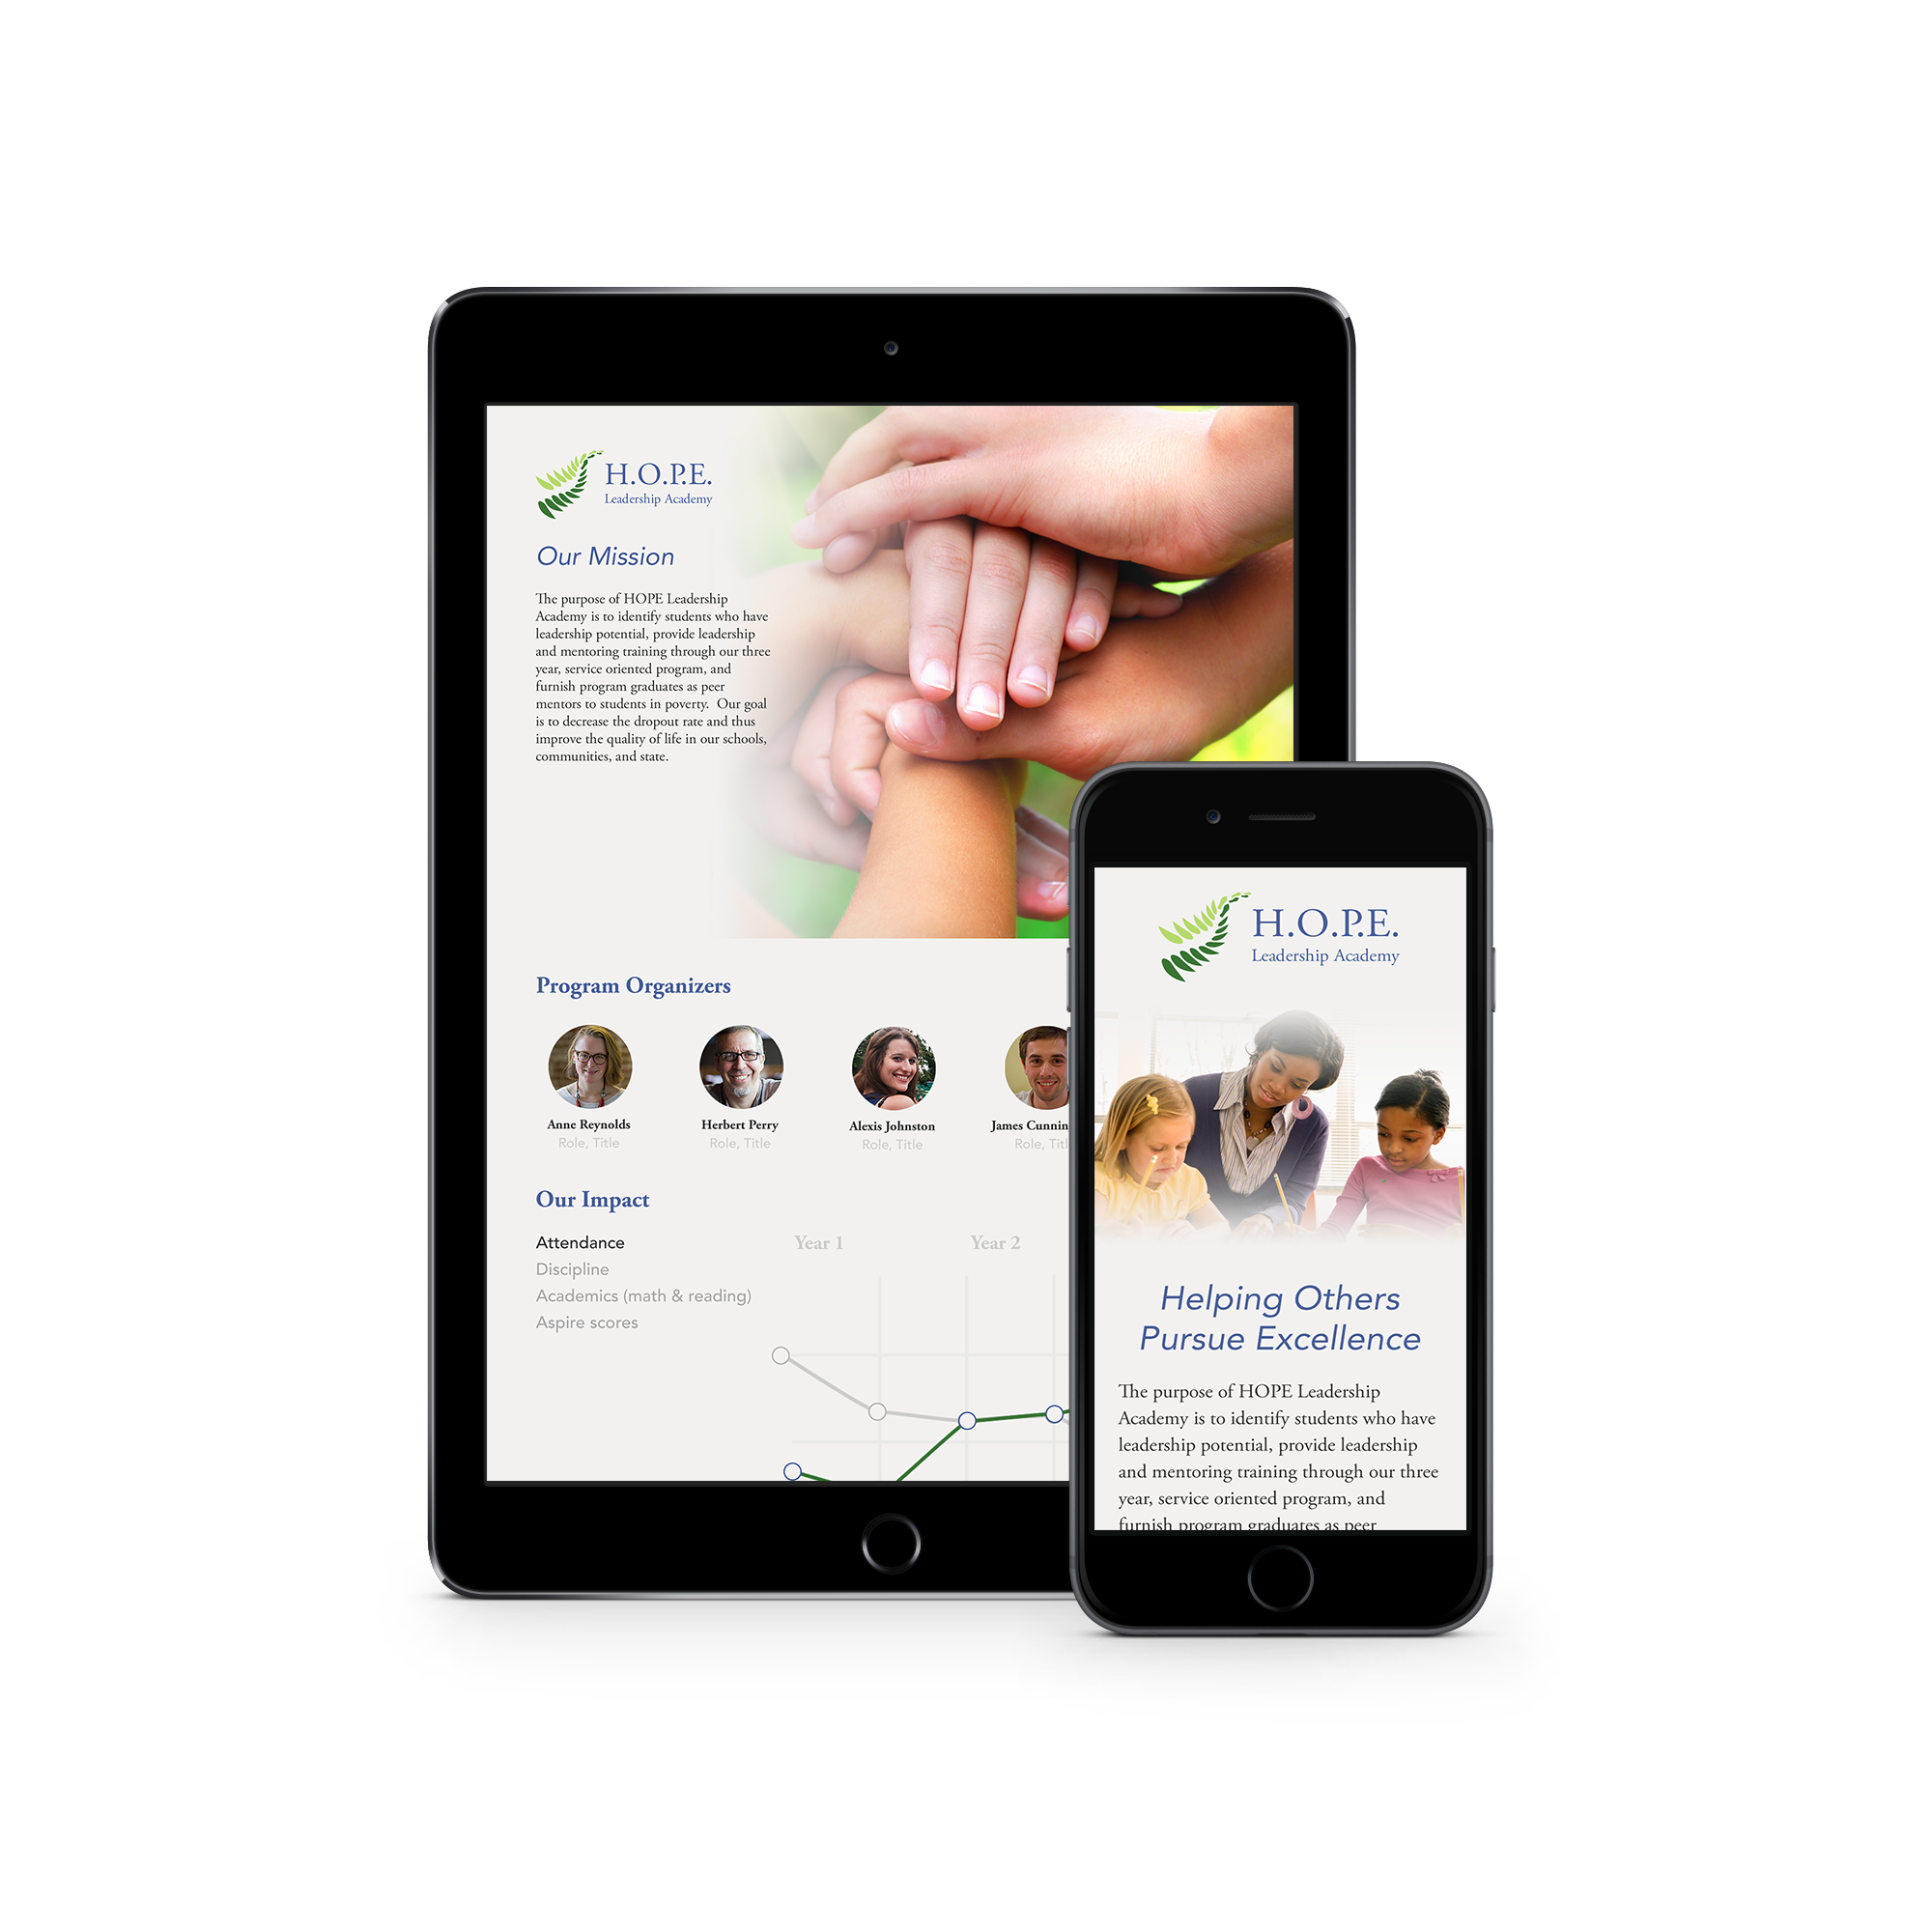 H.O.P.E.
Leadership Academy
Our Mission
The purpose of HOPE Leadership
Academy is to identify students who have
leadership potential, provide leadership
and mentoring training through our three
year, service oriented program, and
furnish program graduates as peer
mentors to students in poverty.  Our goal
is to decrease the dropout rate and thus
improve the quality of life in our schools,
communities, and state.
Program Organizers
Anne Reynolds
Role, Title
Herbert Perry
Role, Title
Alexis Johnston
Role, Title
James Cunnin
Role, Titl
Our Impact
Attendance
Discipline
Academics (math & reading)
Aspire scores
Year 1
Year 2
H.O.P.E.
Leadership Academy
Helping Others
Pursue Excellence
The purpose of HOPE Leadership
Academy is to identify students who have
leadership potential, provide leadership
and mentoring training through our three
year, service oriented program, and
furnish program graduates as peer